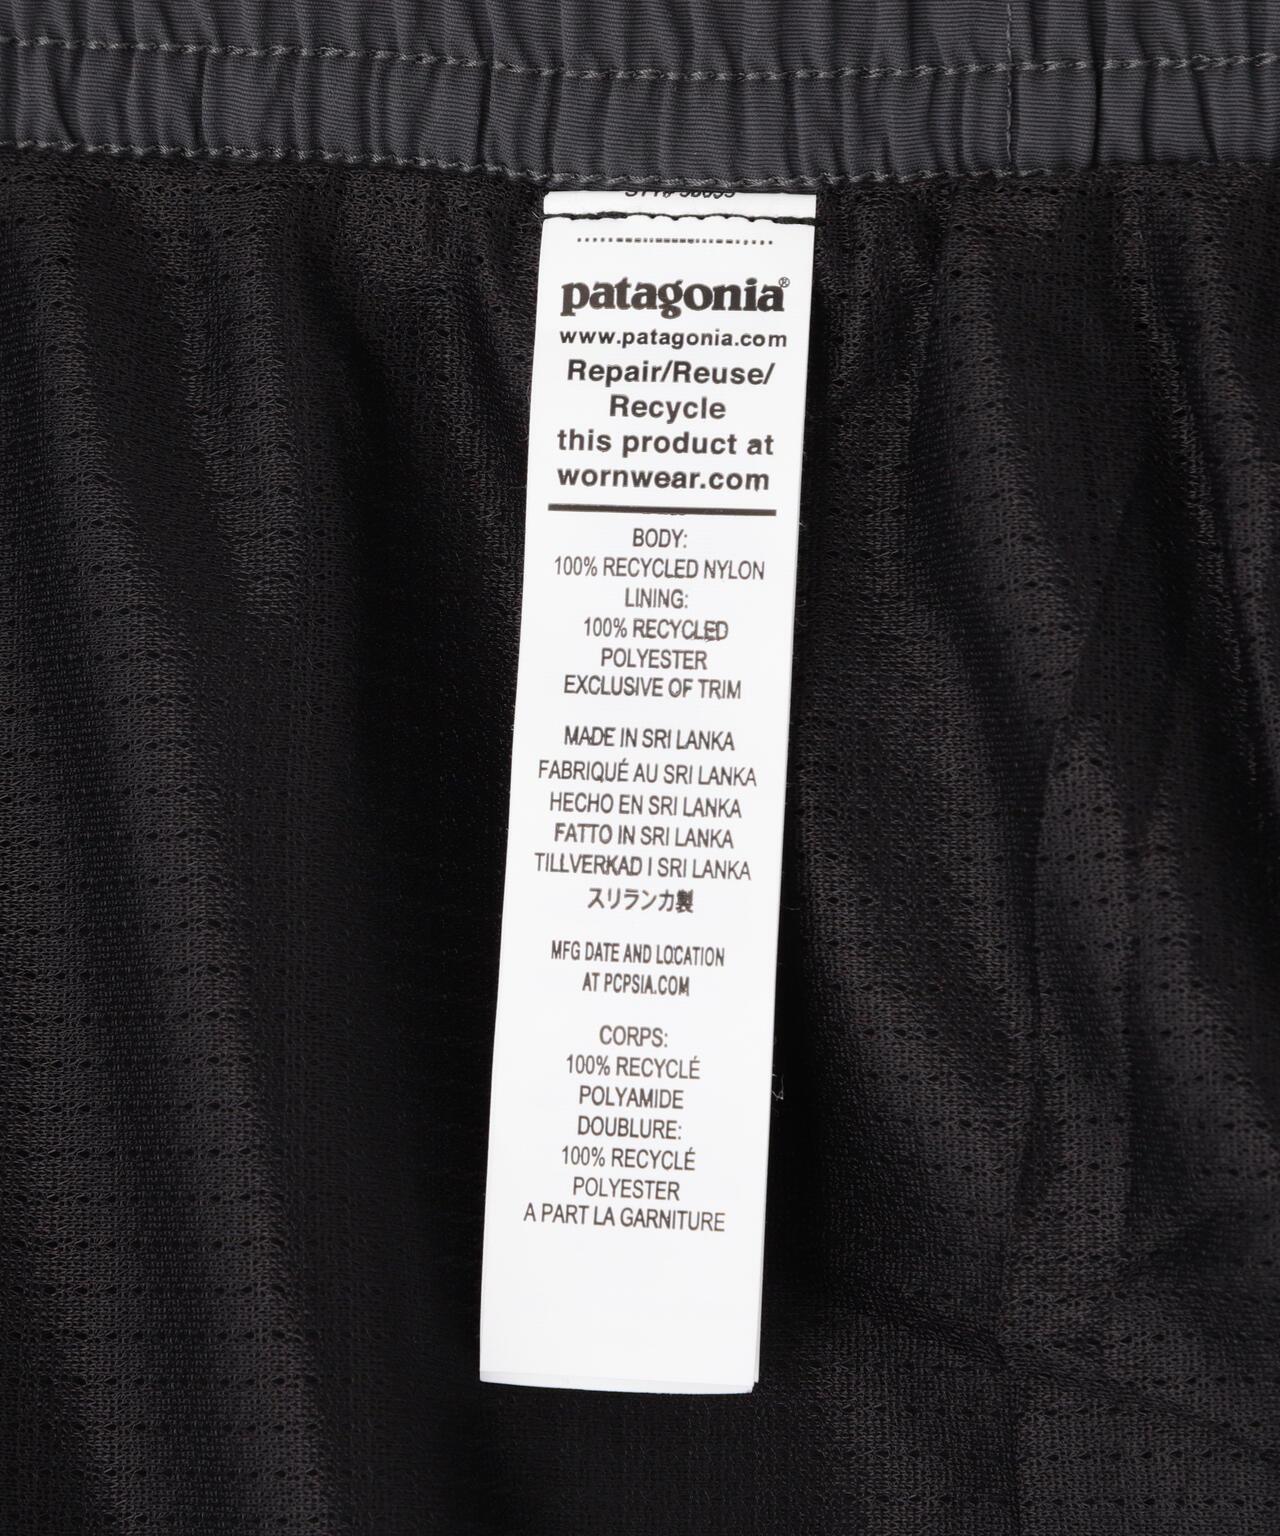 patagonia®
www.patagonia.com
Repair/Reuse/
Recycle
this product at
wornwear.com
BODY:
100% RECYCLED NYLON
LINING:
100% RECYCLED
POLYESTER
EXCLUSIVE OF TRIM
MADE IN SRI LANKA
FABRIQUÉ AU SRI LANKA
HECHO EN SRI LANKA
FATTO IN SRI LANKA
TILLVERKAD I SRI LANKA
スリランカ製
MFG DATE AND LOCATION
AT PCPSIA.COM
CORPS:
100% RECYCLÉ
POLYAMIDE
DOUBLURE:
100% RECYCLÉ
POLYESTER
A PART LA GARNITURE